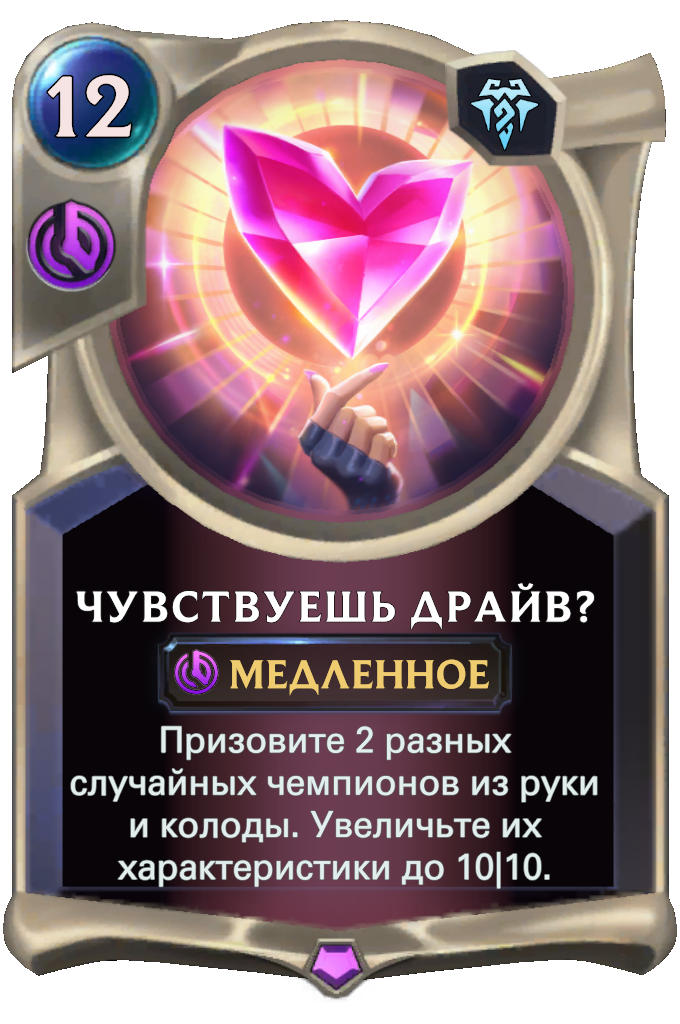 12
ЧУВСТВУЕШЬ ДРАЙВ?
МЕДЛЕННОЕ
Призовите 2 разных
случайных чемпионов из руки
и колоды. Увеличьте их
характеристики до 10|10.